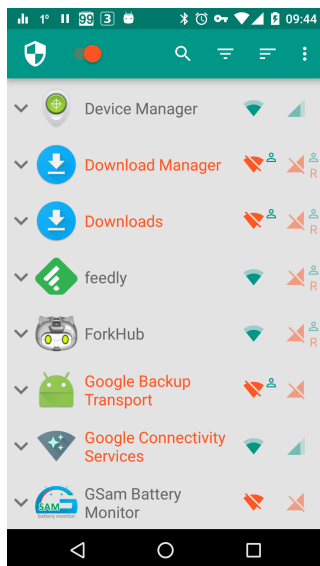 1° 99 3 09:44
Device Manager
Download Manager
R
Downloads
R
feedly
R
ForkHub
R
Google Backup
Transport
Google Connectivity
Services
SAM
battery monitor
GSam Battery
Monitor